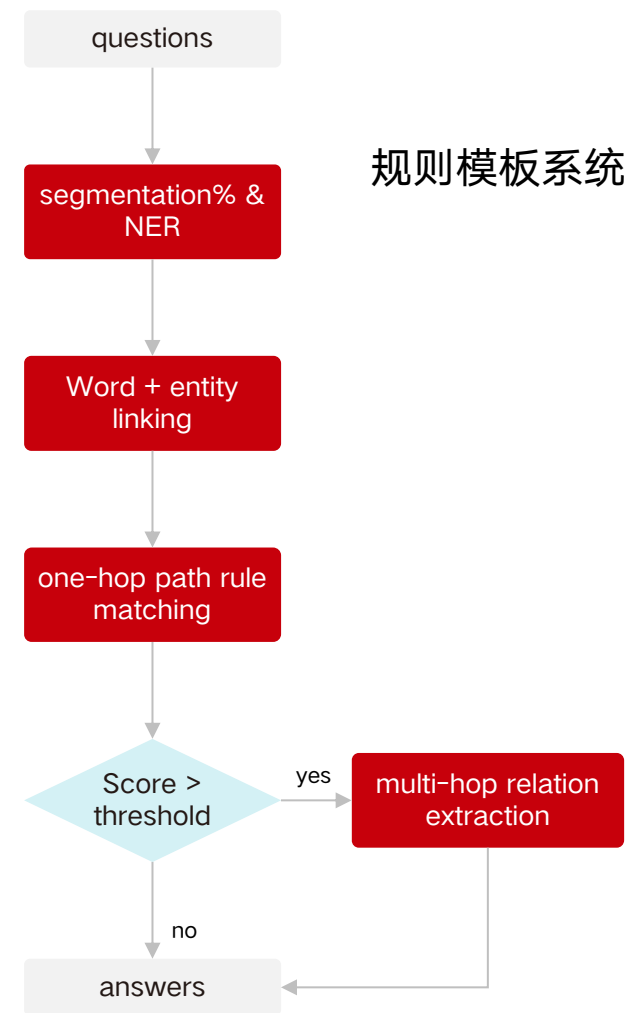 questions
规则模板系统
segmentation% &
NER
Word + entity
linking
one-hop path rule
matching
Score >
threshold
yes
multi-hop relation
extraction
no
answers